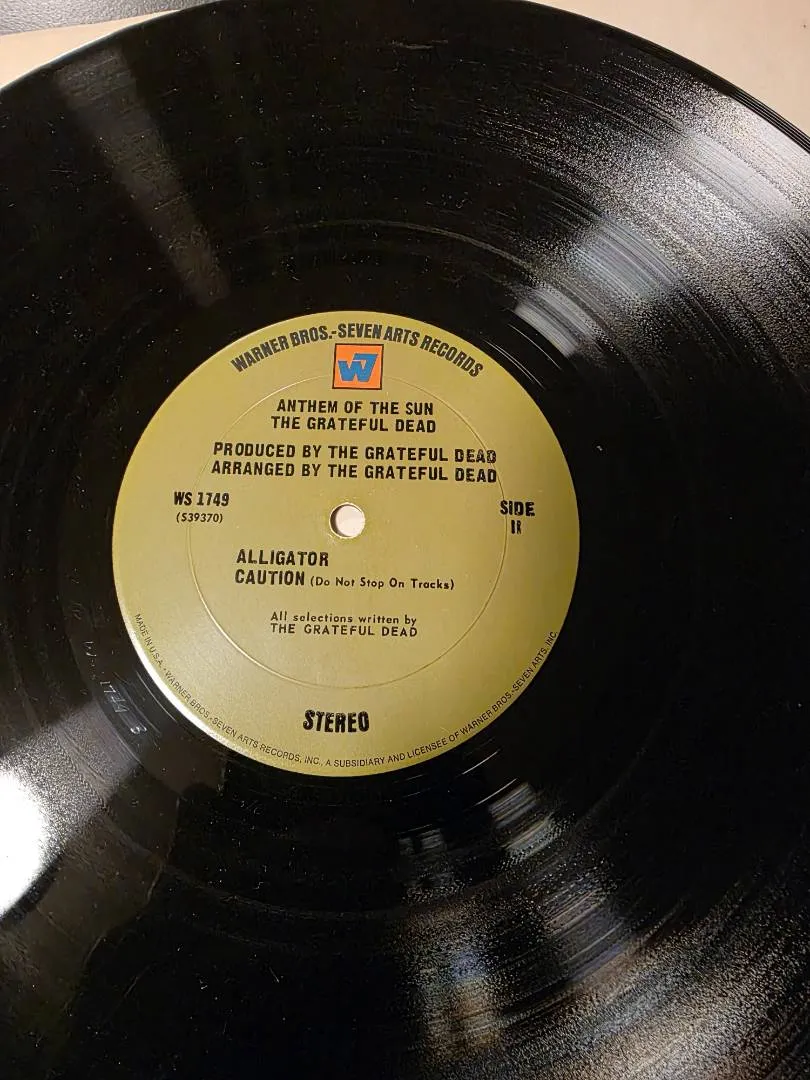 WARNER BROS.-SEVEN ARTS RECORDS
W7
ANTHEM OF THE SUN
THE GRATEFUL DEAD
PRODUCED BY THE GRATEFUL DEAD
ARRANGED BY THE GRATEFUL DEAD
WS 1749
(S39370)
SIDE
ALLIGATOR
CAUTION (Do Not Stop On Tracks)
All selections written by
THE GRATEFUL DEAD
STEREO
MADE IN U.S.A. • WARNER BROS.-SEVEN ARTS RECORDS, INC., A SUBSIDIARY AND LICENSEE OF WARNER BROS.-SEVEN ARTS, INC.